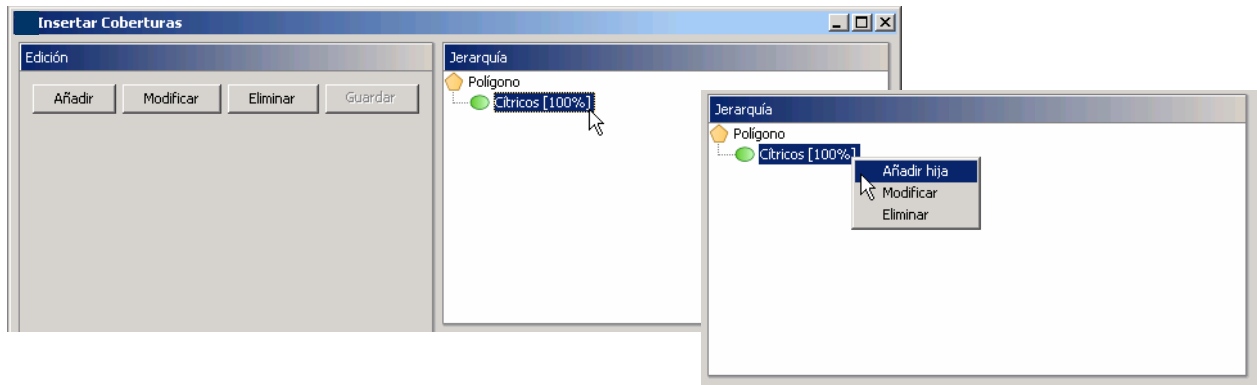 Insertar Coberturas
Edición
Añadir Modificar Eliminar Guardar
Jerarquía
Polígono
Cítricos [100%]
Jerarquía
Polígono
Cítricos [100%]
Añadir hija
Modificar
Eliminar